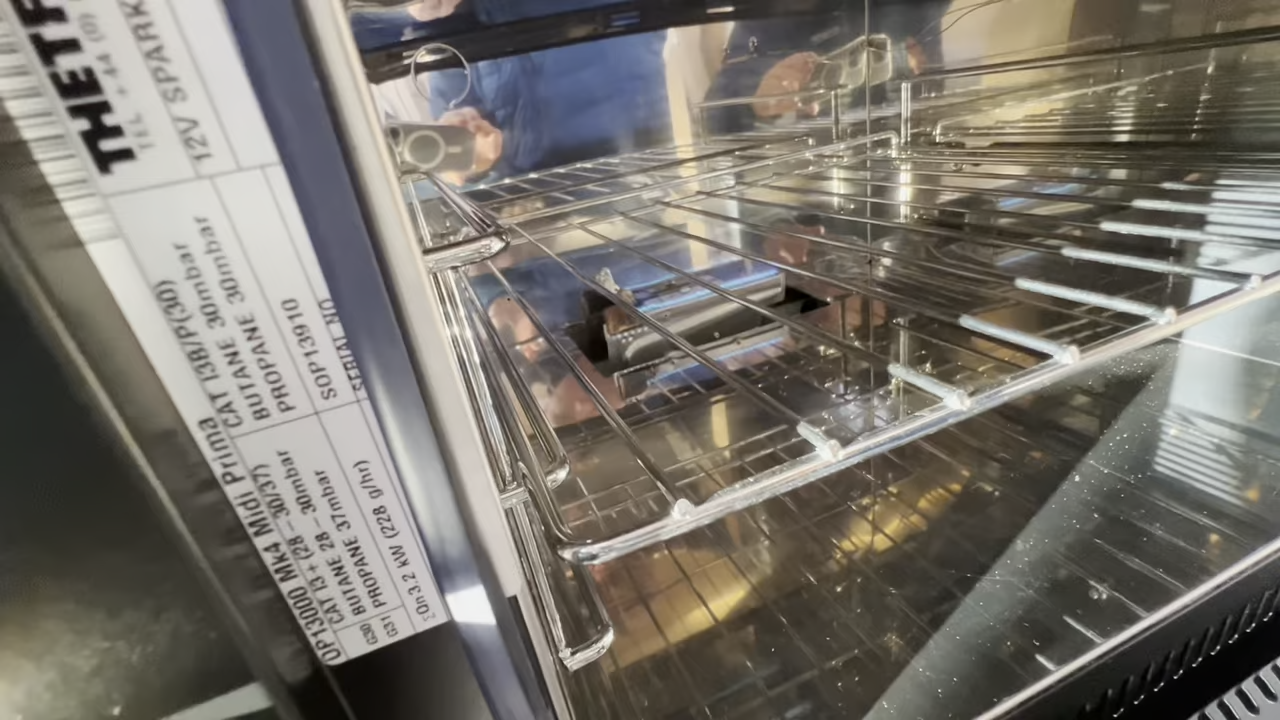 THETF
TEL. + 44 (0)
12V SPARK
OP13000 Mk4 Midi Prima
CAT I3+ (28 – 30/37)
CAT I3B/P(30)
G30 BUTANE 28 – 30mbar
BUTANE 30mbar
G31 PROPANE 37mbar
PROPANE 30mbar
3.2 kW (228 g/hr)
SOP13910
SERIAL NO